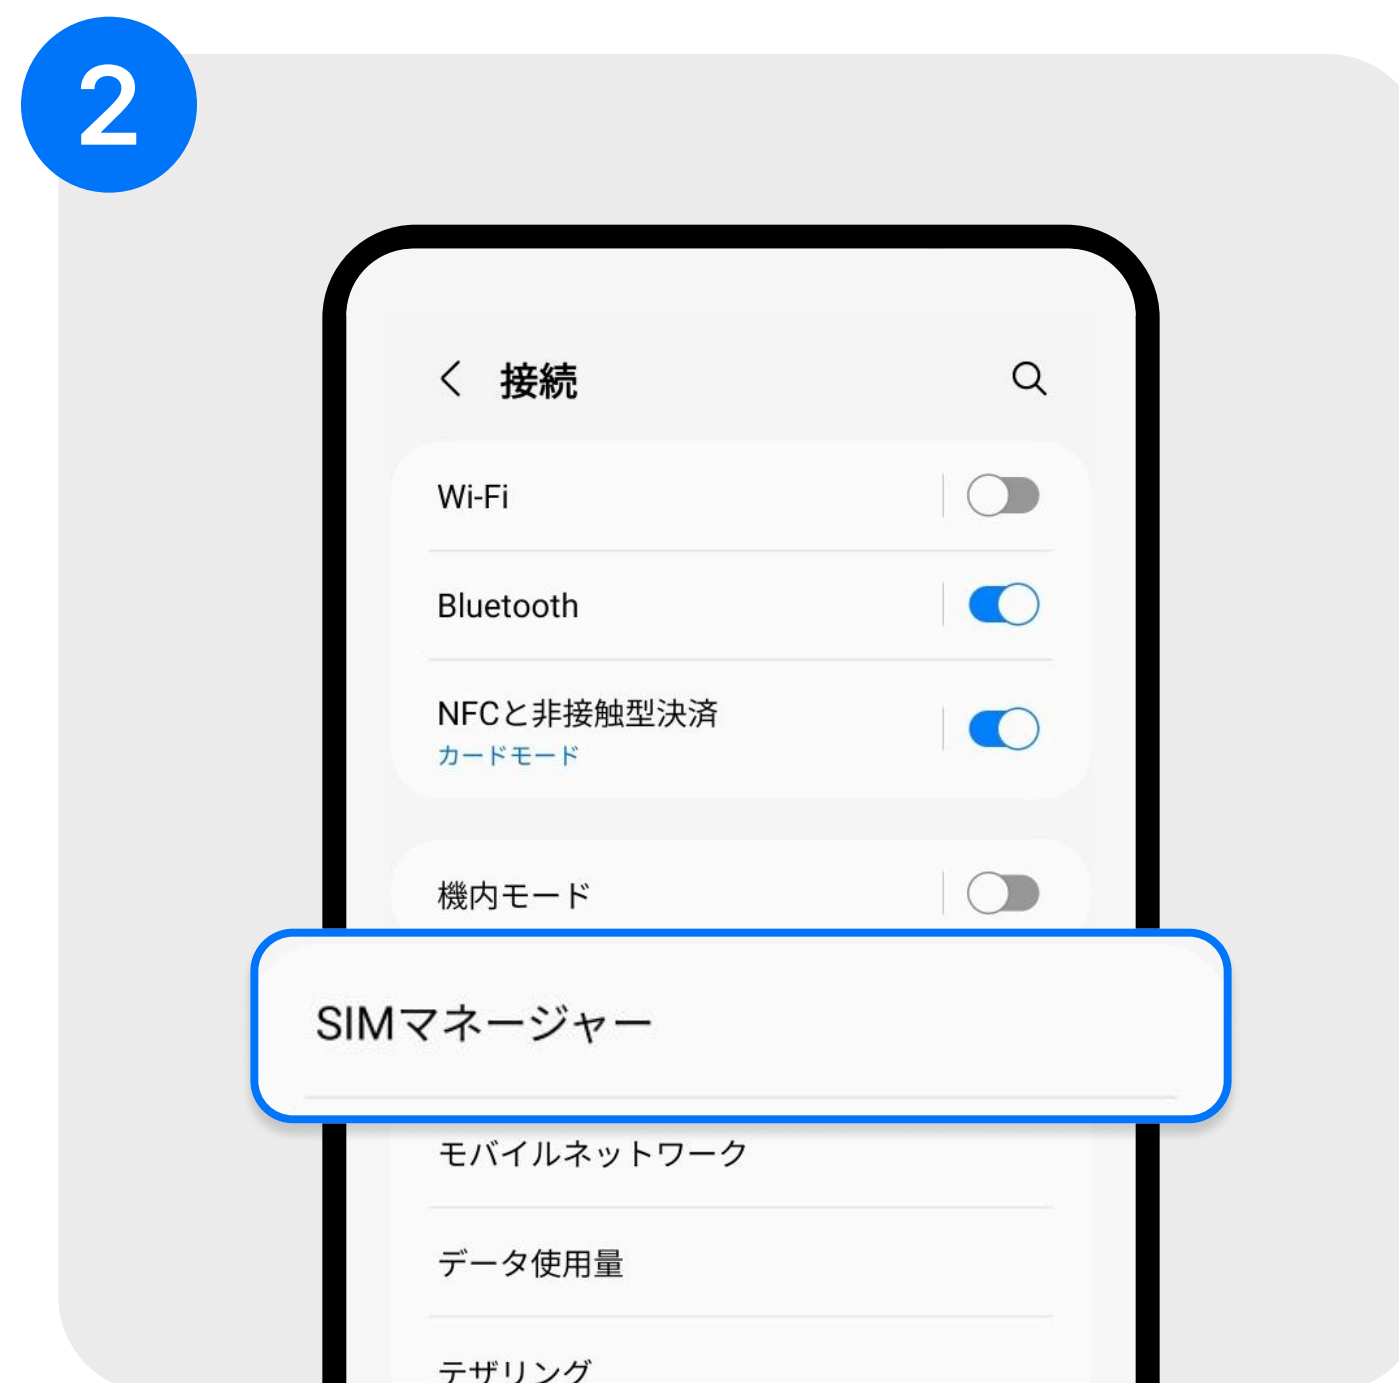 2
接続
Wi-Fi
Bluetooth
NFCと非接触型決済
カードモード
機内モード
SIMマネージャー
モバイルネットワーク
データ使用量
テザリング